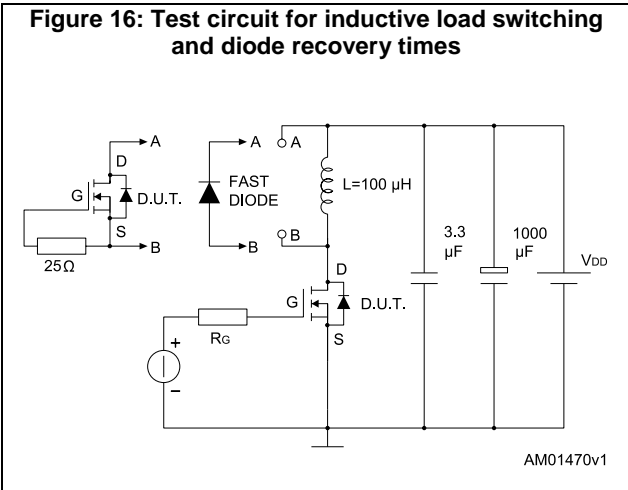 Figure 16: Test circuit for inductive load switching
and diode recovery times
A
D
G
D.U.T.
S
B
25Ω
A
FAST
DIODE
B
A
L=100 µH
B
D
G
D.U.T.
S
RG
+
−
3.3
µF
1000
µF
VDD
AM01470v1